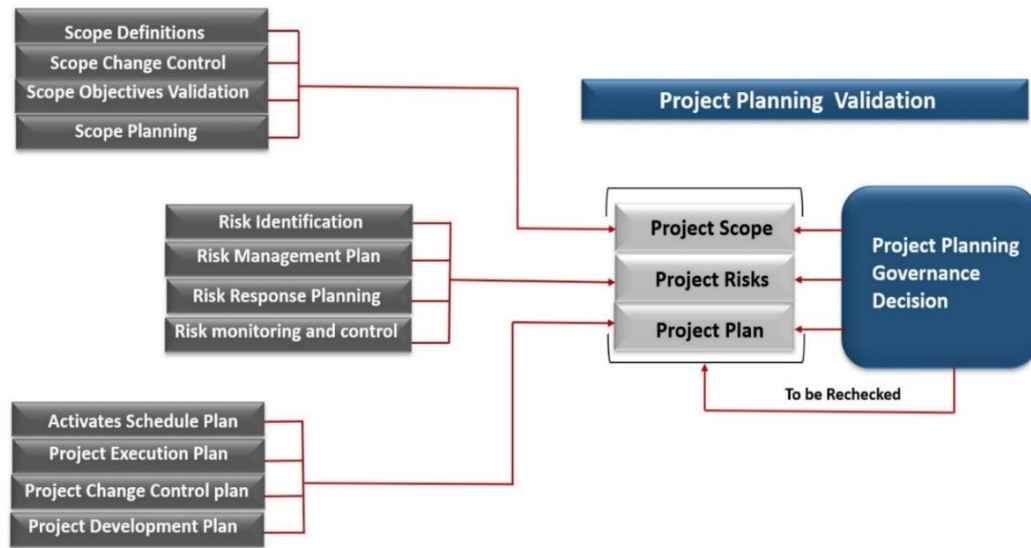 Scope Definitions
Scope Change Control
Scope Objectives Validation
Scope Planning
Project Planning Validation
Risk Identification
Risk Management Plan
Risk Response Planning
Risk monitoring and control
Project Scope
Project Risks
Project Plan
Project Planning
Governance
Decision
To be Rechecked
Activates Schedule Plan
Project Execution Plan
Project Change Control plan
Project Development Plan